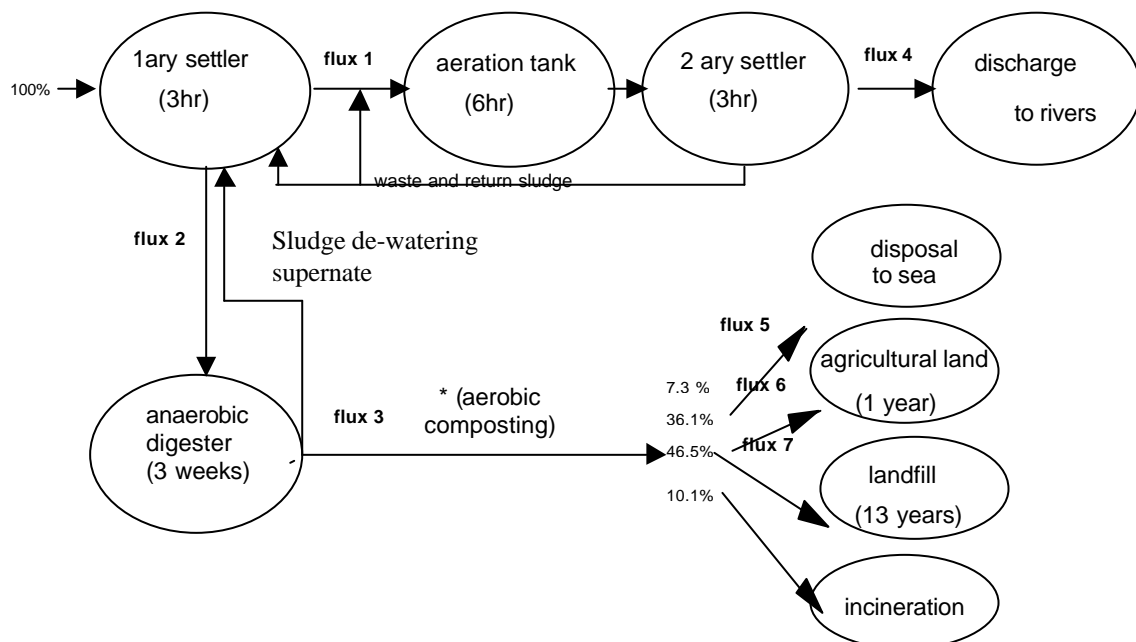 1ary settler
(3hr)
flux 1
aeration tank
(6hr)
2 ary settler
(3hr)
flux 4
discharge
to rivers
100%
waste and return sludge
flux 2
Sludge de-watering
supernate
disposal
to sea
flux 5
agricultural land
(1 year)
flux 6
7.3 %
36.1%
46.5%
10.1%
flux 7
* (aerobic
composting)
flux 3
anaerobic
digester
(3 weeks)
landfill
(13 years)
incineration